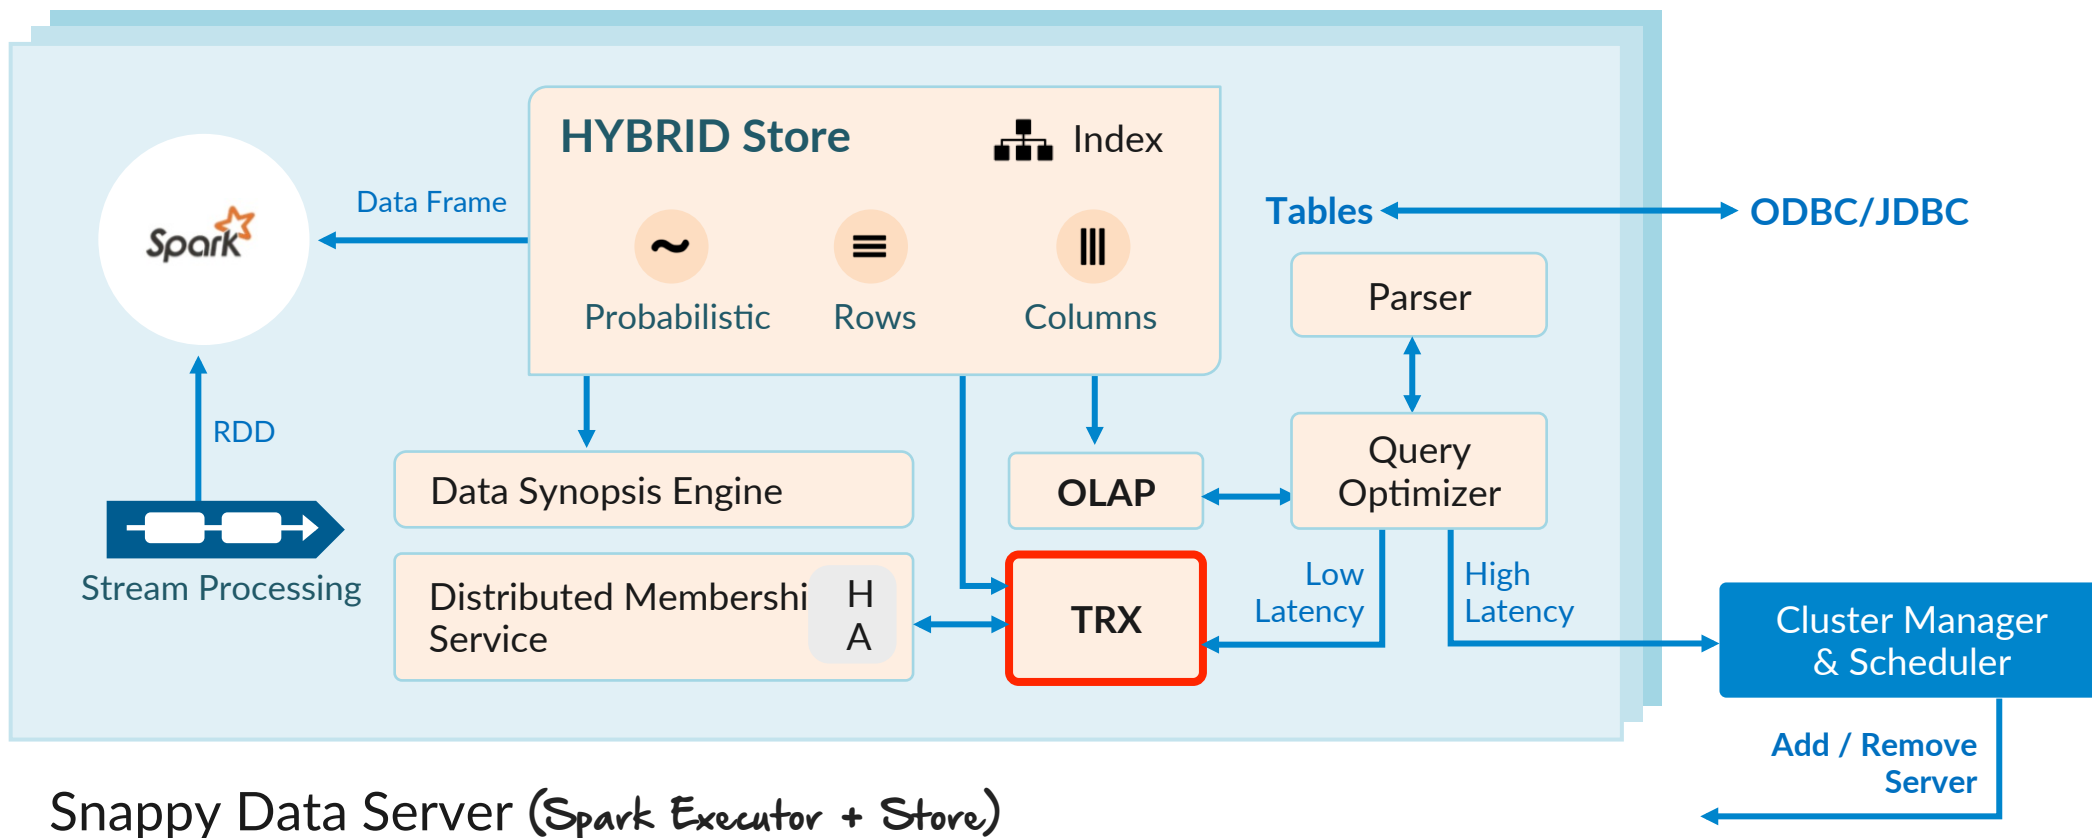 HYBRID Store
Index
Spark
Data Frame
Probabilistic
Rows
Columns
Tables
ODBC/JDBC
Parser
RDD
Query
Optimizer
Data Synopsis Engine
OLAP
Stream Processing
Distributed Membershi
Service
H
A
TRX
Low
Latency
High
Latency
Cluster Manager
& Scheduler
Add / Remove
Server
Snappy Data Server (Spark Executor + Store)